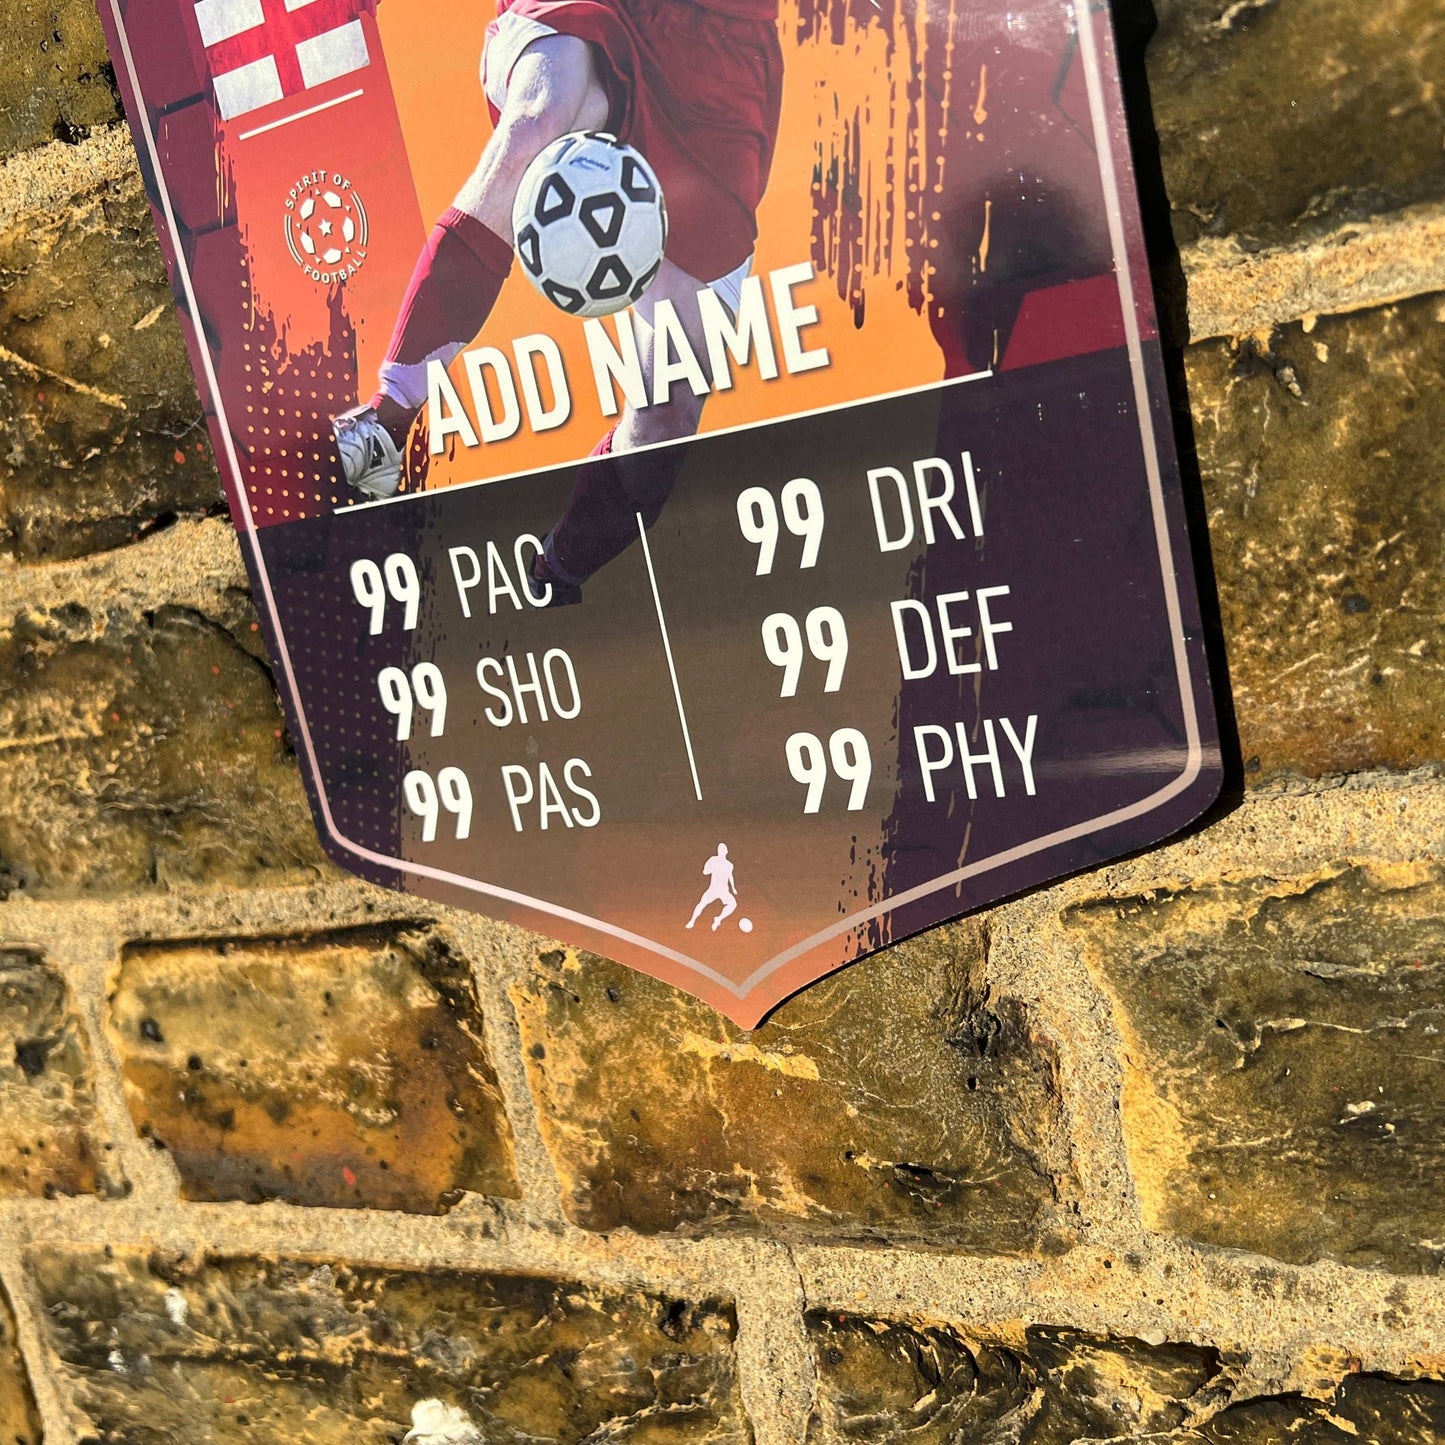 SPIRIT OF
FOOTBALL
ADD NAME
99 PAC
99 SHO
99 PAS
99 DRI
99 DEF
99 PHY